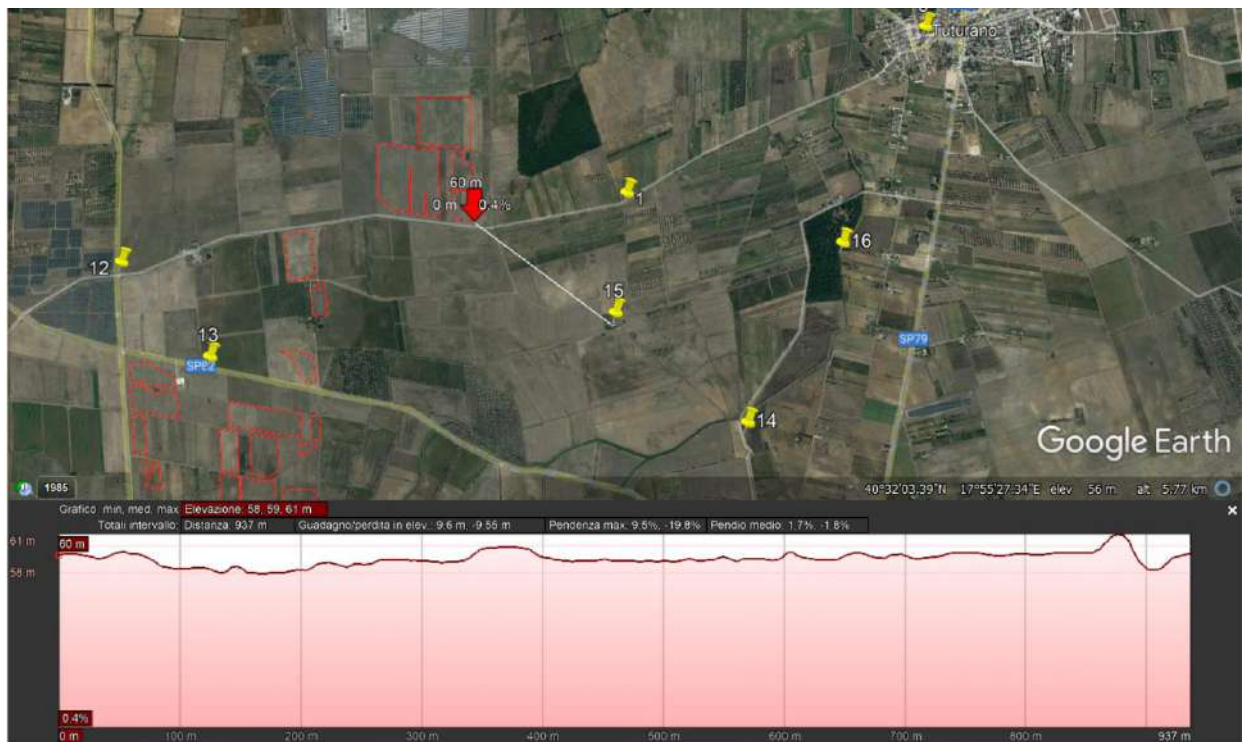 Tuturano
60 m
0 m 0.4%
1
16
12
15
13
SP62
SP79
14
Google Earth
1985
40°32'03.39"N 17°55'27.34"E elev 56 m alt 5.77 km
Grafico min, med, max Elevazione: 58, 59, 61 m
Totali intervallo: Distanza: 937 m Guadagno/perdita in elev.: 9.6 m, -9.55 m Pendenza max: 9.5%, -19.8% Pendio medio: 1.7%, -1.8%
61 m
60 m
58 m
0.4%
0 m 100 m 200 m 300 m 400 m 500 m 600 m 700 m 800 m 937 m